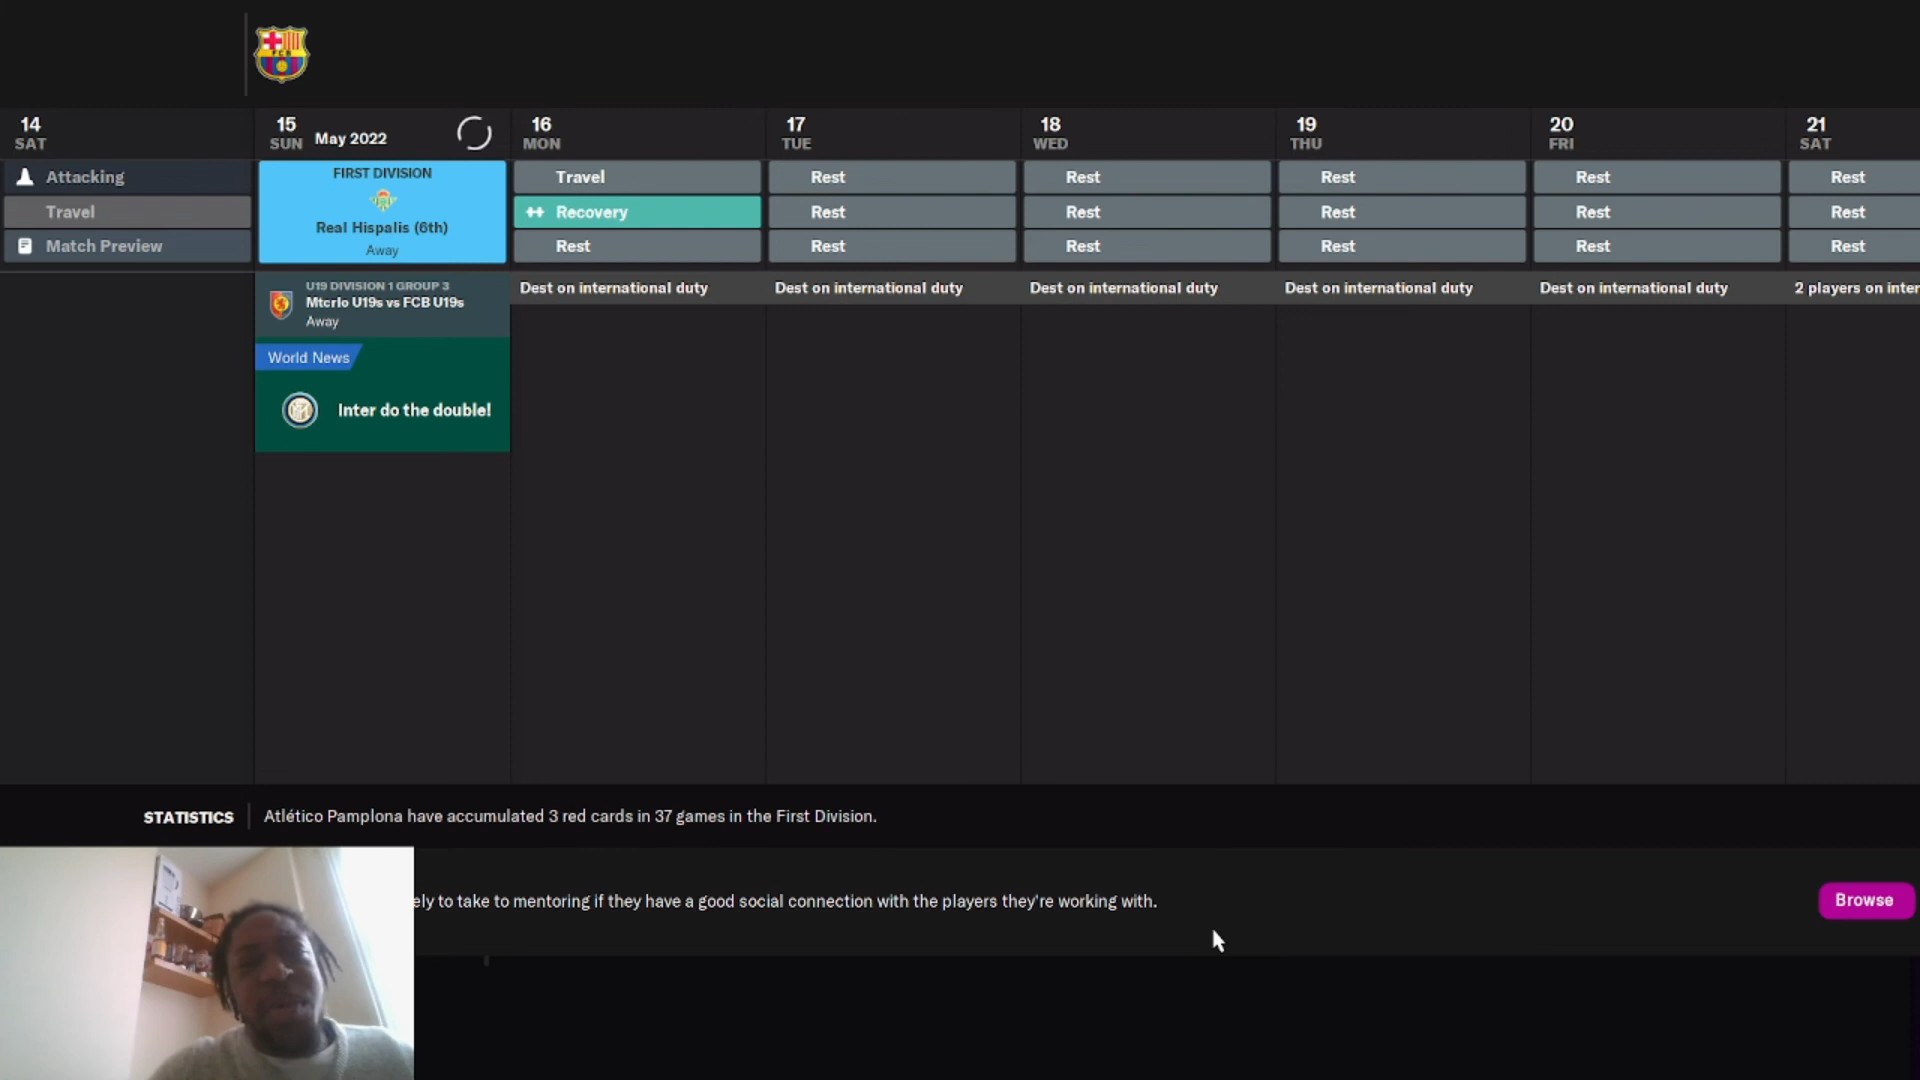 14
SAT
Attacking
Travel
Match Preview
15
SUN
May 2022
FIRST DIVISION
Real Hispalis (6th)
Away
U19 DIVISION 1 GROUP 3
Mtcrlo U19s vs FCB U19s
Away
World News
Inter do the double!
16
MON
Travel
Recovery
Rest
Dest on international duty
17
TUE
Rest
Rest
Rest
Dest on international duty
18
WED
Rest
Rest
Rest
Dest on international duty
19
THU
Rest
Rest
Rest
Dest on international duty
20
FRI
Rest
Rest
Rest
Dest on international duty
21
SAT
Rest
Rest
Rest
2 players on inter
STATISTICS
Atlético Pamplona have accumulated 3 red cards in 37 games in the First Division.
ely to take to mentoring if they have a good social connection with the players they're working with.
Browse